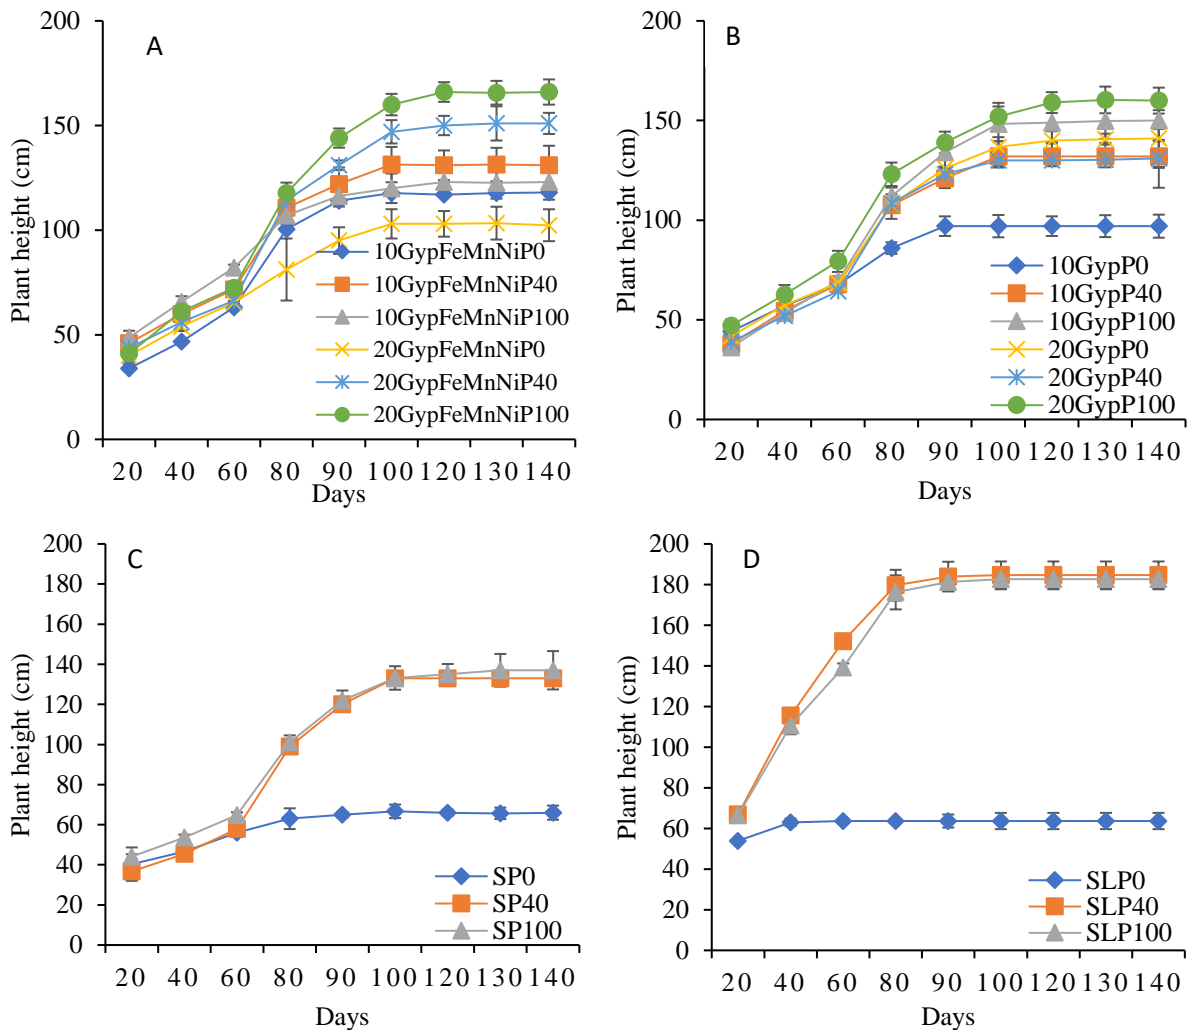 A
Plant height (cm)
200
150
100
50
0
10GypFeMnNiP0
10GypFeMnNiP40
10GypFeMnNiP100
20GypFeMnNiP0
20GypFeMnNiP40
20GypFeMnNiP100
20 40 60 80 90 100 120 130 140
Days
B
Plant height (cm)
200
150
100
50
0
10GypP0
10GypP40
10GypP100
20GypP0
20GypP40
20GypP100
20 40 60 80 90 100 120 130 140
Days
C
Plant height (cm)
200
180
160
140
120
100
80
60
40
20
0
SP0
SP40
SP100
20 40 60 80 90 100 120 130 140
Days
D
Plant height (cm)
200
180
160
140
120
100
80
60
40
20
0
SLP0
SLP40
SLP100
20 40 60 80 90 100 120 130 140
Days